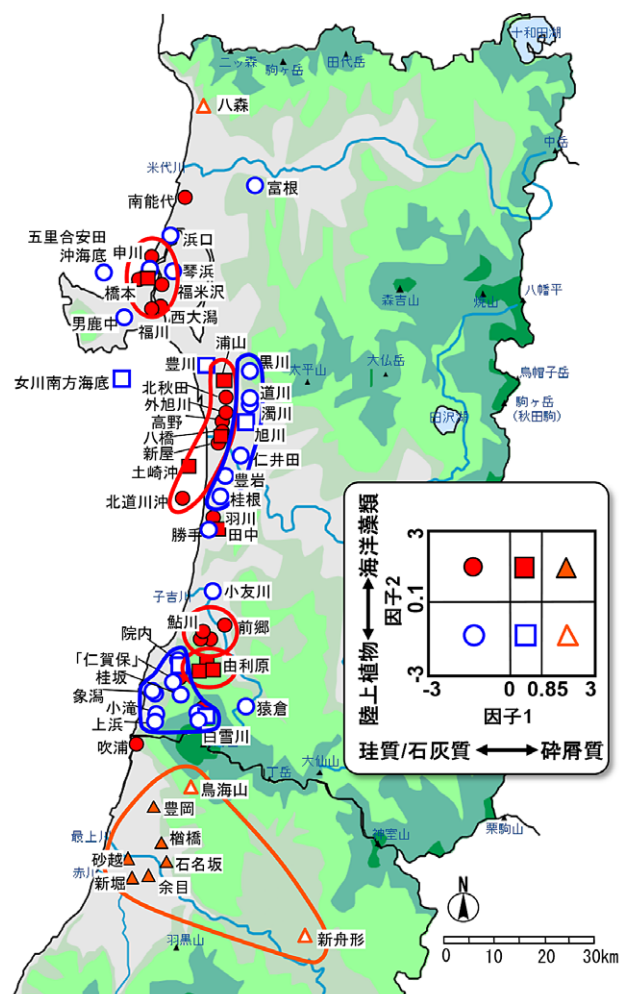 十和田湖
二ッ森
駒ヶ岳
田代岳
八森
中岳
米代川
富根
南能代
五里合安田
沖海底
申川
浜口
琴浜
橋本
福米沢
西大潟
男鹿中
福川
森吉山
焼山
八幡平
浦山
豊川
黒川
女川南方海底
北秋田
外旭川
高野
八橋
新屋
土崎沖
北道川沖
道川
濁川
旭川
仁井田
豊岩
桂根
太平山
大仏岳
烏帽子岳
駒ヶ岳
(秋田駒)
田沢湖
羽川
勝手
田中
子吉川
小友川
鮎川
前郷
院内
「仁賀保」
桂坂
由利原
象潟
小滝
上浜
猿倉
白雪川
吹浦
鳥海山
丁岳
大仙山
神室山
栗駒山
豊岡
楢橋
最上川
砂越
石名坂
赤川
新堀
余目
羽黒山
新舟形
陸上植物
海洋藻類
因子2
3
0.1
-3
-3
0
0.85
3
因子1
珪質/石灰質
砕屑質
N
0
10
20
30km